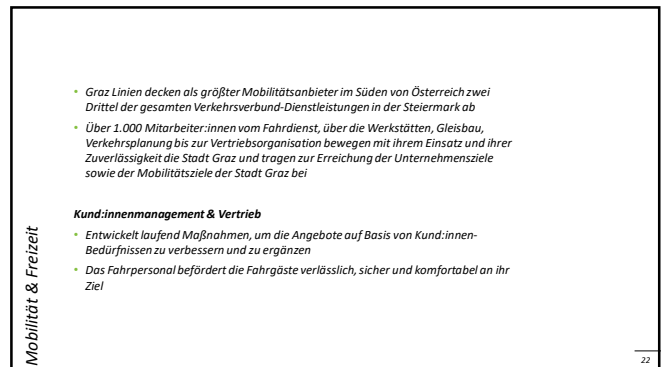 • Graz Linien decken als größter Mobilitätsanbieter im Süden von Österreich zwei
Drittel der gesamten Verkehrsverbund-Dienstleistungen in der Steiermark ab
• Über 1.000 Mitarbeiter:innen vom Fahrdienst, über die Werkstätten, Gleisbau,
Verkehrsplanung bis zur Vertriebsorganisation bewegen mit ihrem Einsatz und ihrer
Zuverlässigkeit die Stadt Graz und tragen zur Erreichung der Unternehmensziele
sowie der Mobilitätsziele der Stadt Graz bei
Kund:innenmanagement & Vertrieb
• Entwickelt laufend Maßnahmen, um die Angebote auf Basis von Kund:innen-
Bedürfnissen zu verbessern und zu ergänzen
• Das Fahrpersonal befördert die Fahrgäste verlässlich, sicher und komfortabel an ihr
Ziel
Mobilität & Freizeit
22